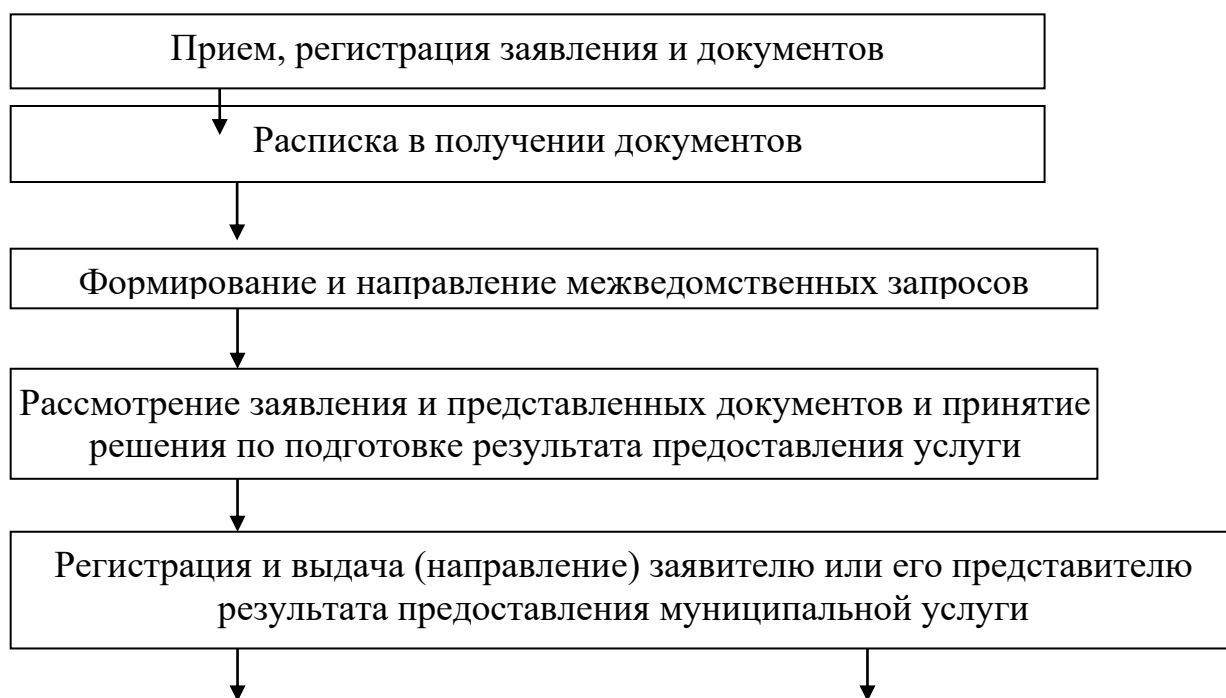 Прием, регистрация заявления и документов
Расписка в получении документов
Формирование и направление межведомственных запросов
Рассмотрение заявления и представленных документов и принятие
решения по подготовке результата предоставления услуги
Регистрация и выдача (направление) заявителю или его представителю
результата предоставления муниципальной услуги